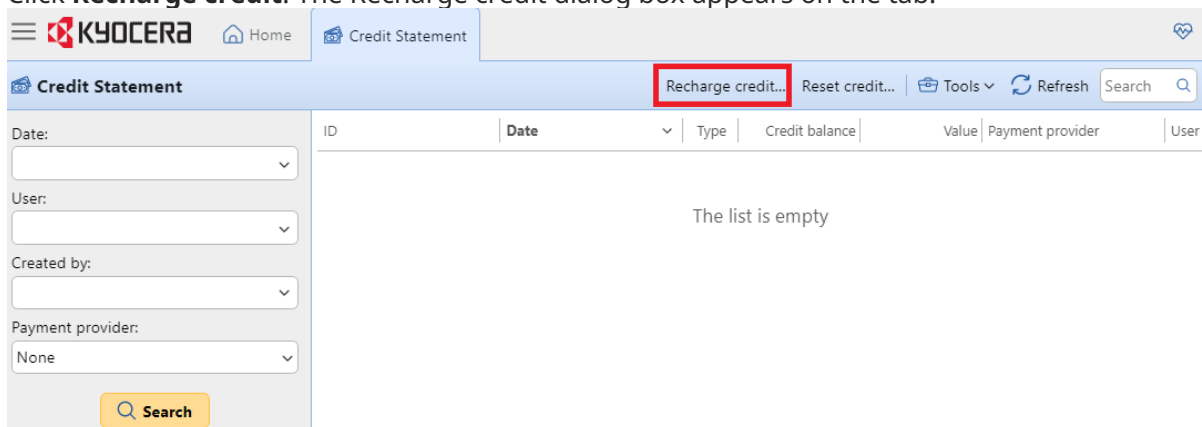 Click Recharge credit. The Recharge credit dialog box appears on the tab.
KYOCERA Home Credit Statement
Credit Statement Recharge credit... Reset credit... Tools Refresh Search
Date: ID Date Type Credit balance Value Payment provider User
User:
The list is empty
Created by:
Payment provider:
None
Search